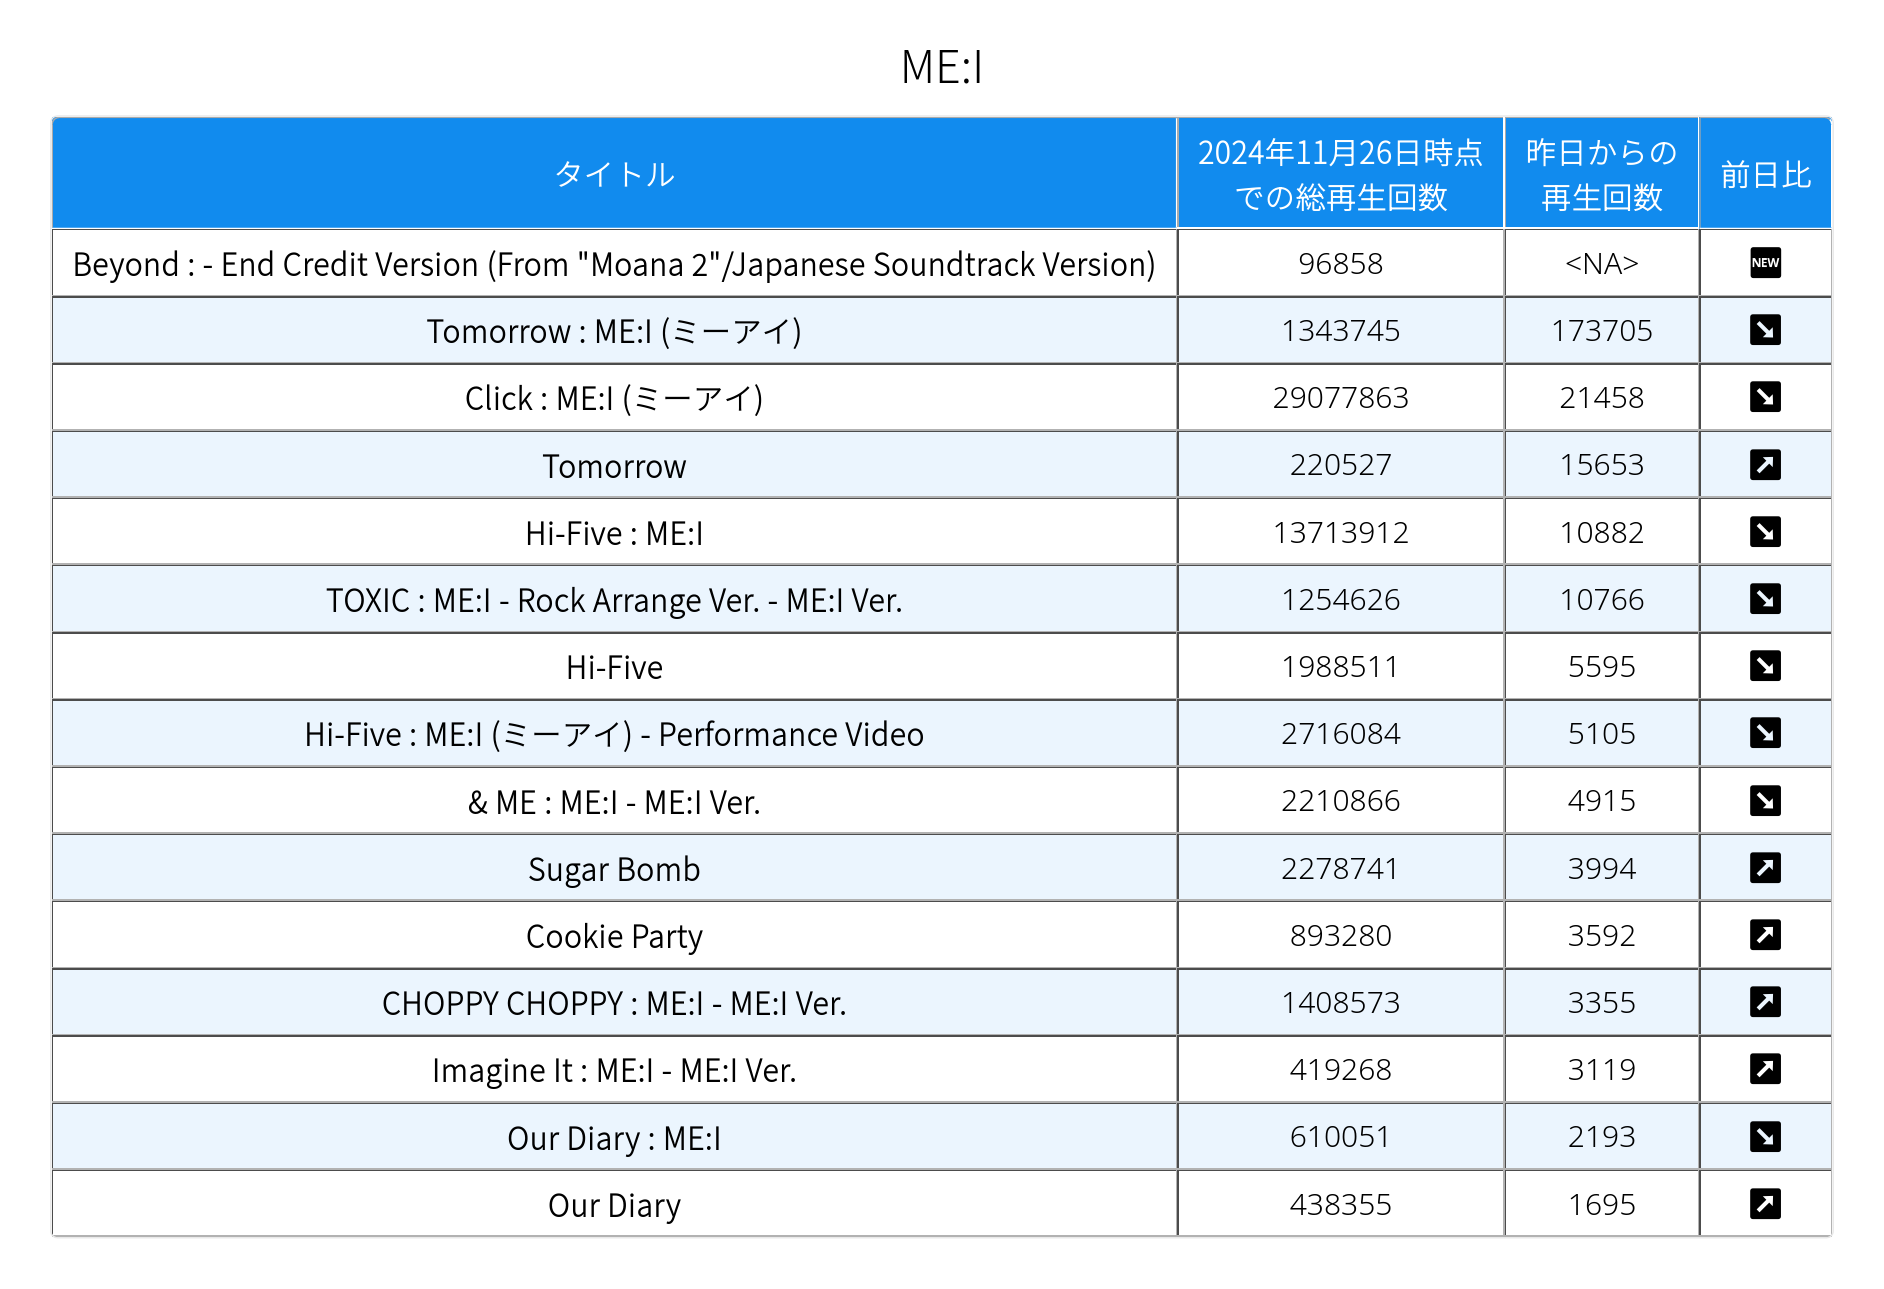 ME:I
タイトル 2024年11月26日時点での総再生回数 昨日からの再生回数 前日比
Beyond : - End Credit Version (From "Moana 2"/Japanese Soundtrack Version) 96858 <NA> NEW
Tomorrow : ME:I (ミーアイ) 1343745 173705 ↘
Click : ME:I (ミーアイ) 29077863 21458 ↘
Tomorrow 220527 15653 ↗
Hi-Five : ME:I 13713912 10882 ↘
TOXIC : ME:I - Rock Arrange Ver. - ME:I Ver. 1254626 10766 ↘
Hi-Five 1988511 5595 ↘
Hi-Five : ME:I (ミーアイ) - Performance Video 2716084 5105 ↘
& ME : ME:I - ME:I Ver. 2210866 4915 ↘
Sugar Bomb 2278741 3994 ↗
Cookie Party 893280 3592 ↗
CHOPPY CHOPPY : ME:I - ME:I Ver. 1408573 3355 ↗
Imagine It : ME:I - ME:I Ver. 419268 3119 ↗
Our Diary : ME:I 610051 2193 ↘
Our Diary 438355 1695 ↗